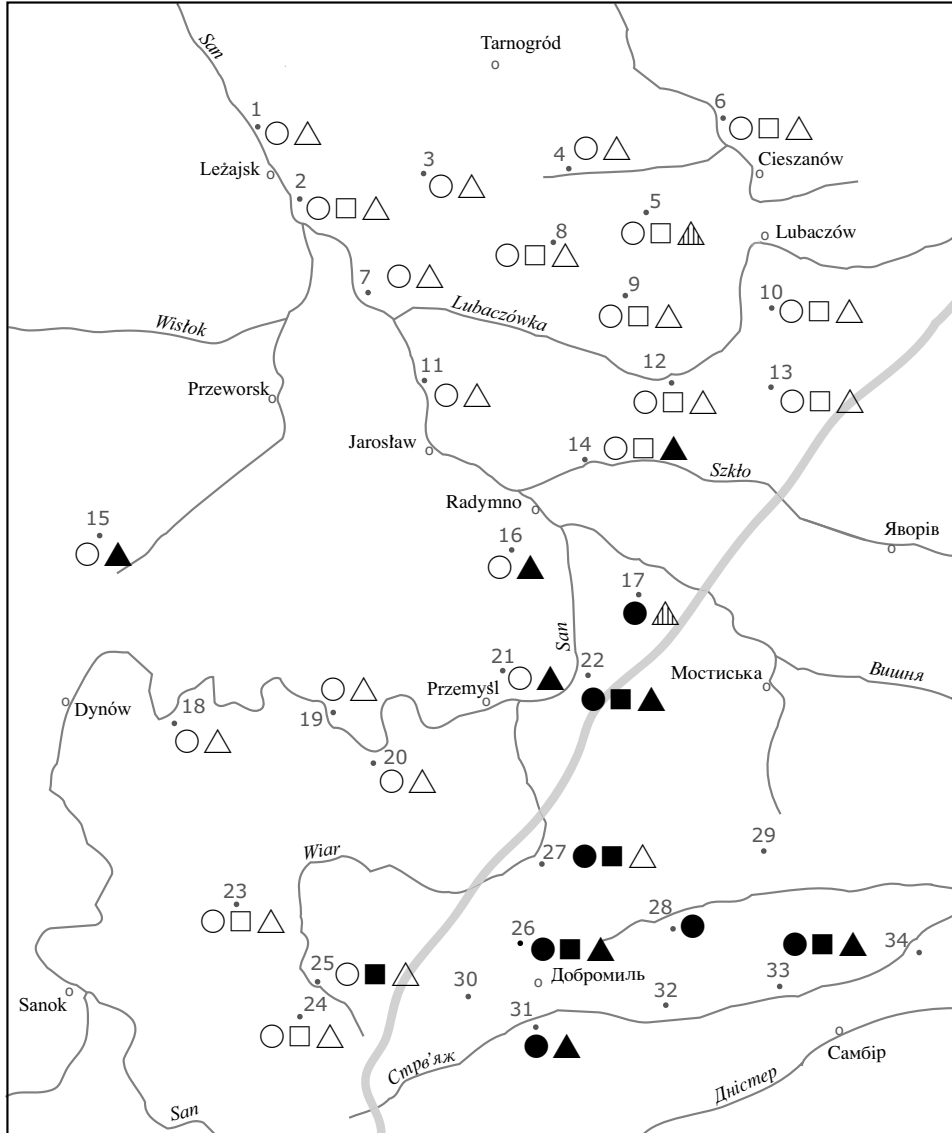 San
Tarnogród
1
6
Leżajsk
3
4
Cieszanów
2
5
8
Lubaczów
7
9
10
Lubaczówka
Wisłok
11
12
13
Przeworsk
Jarosław
14
Szkło
Radymno
15
16
Яворів
17
San
21
22
Przemyśl
Мостиська
Вишня
Dynów
18
19
20
Wiar
27
29
23
28
26
34
25
30
Добромиль
33
Sanok
24
32
31
Стрв’яж
Самбір
Дністер
San